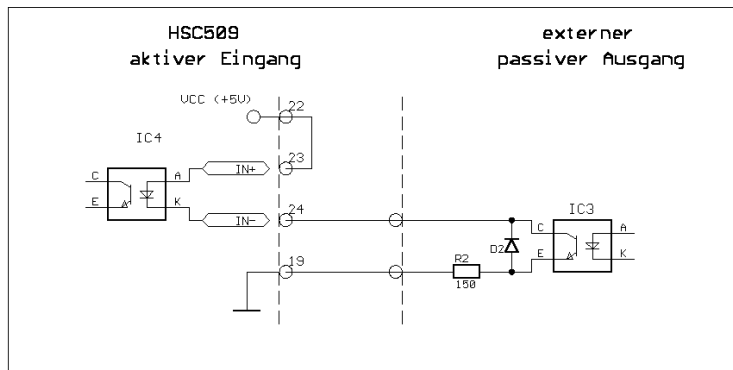 HSC509
aktiver Eingang
externer
passiver Ausgang
VCC (+5V)
22
IC4
23
C
A
IN+
E
K
IN-
24
IC3
C
A
D2
E
K
19
R2
150